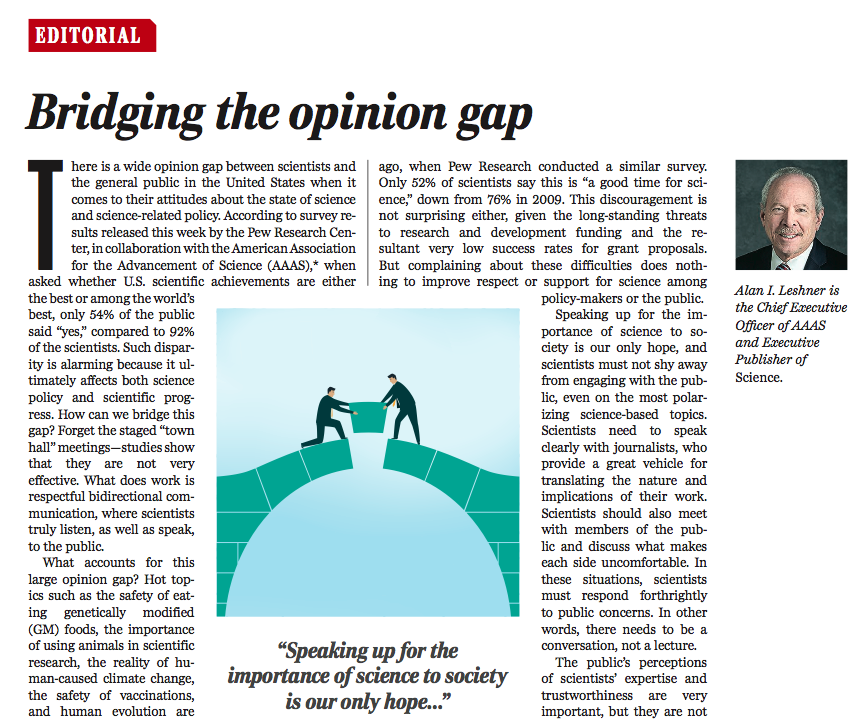 EDITORIAL
Bridging the opinion gap
There is a wide opinion gap between scientists and
the general public in the United States when it
comes to their attitudes about the state of science
and science-related policy. According to survey re-
sults released this week by the Pew Research Cen-
ter, in collaboration with the American Association
for the Advancement of Science (AAAS),* when
asked whether U.S. scientific achievements are either
the best or among the world’s
best, only 54% of the public
said “yes,” compared to 92%
of the scientists. Such dispar-
ity is alarming because it ul-
timately affects both science
policy and scientific prog-
ress. How can we bridge this
gap? Forget the staged “town
hall” meetings—studies show
that they are not very
effective. What does work is
respectful bidirectional com-
munication, where scientists
truly listen, as well as speak,
to the public.
What accounts for this
large opinion gap? Hot top-
ics such as the safety of eat-
ing genetically modified
(GM) foods, the importance
of using animals in scientific
research, the reality of hu-
man-caused climate change,
the safety of vaccinations,
and human evolution are
“Speaking up for the
importance of science to society
is our only hope...”
ago, when Pew Research conducted a similar survey.
Only 52% of scientists say this is “a good time for sci-
ence,” down from 76% in 2009. This discouragement is
not surprising either, given the long-standing threats
to research and development funding and the re-
sultant very low success rates for grant proposals.
But complaining about these difficulties does noth-
ing to improve respect or support for science among
policy-makers or the public.
Speaking up for the im-
portance of science to so-
ciety is our only hope, and
scientists must not shy away
from engaging with the pub-
lic, even on the most polar-
izing science-based topics.
Scientists need to speak
clearly with journalists, who
provide a great vehicle for
translating the nature and
implications of their work.
Scientists should also meet
with members of the pub-
lic and discuss what makes
each side uncomfortable. In
these situations, scientists
must respond forthrightly
to public concerns. In other
words, there needs to be a
conversation, not a lecture.
The public’s perceptions
of scientists’ expertise and
trustworthiness are very
important, but they are not
Alan I. Leshner is
the Chief Executive
Officer of AAAS
and Executive
Publisher of
Science.